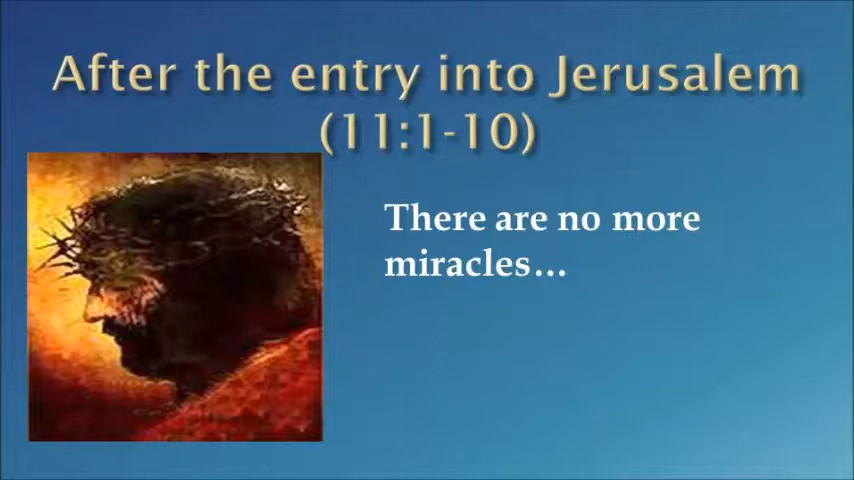 After the entry into Jerusalem
(11:1-10)
There are no more
miracles…